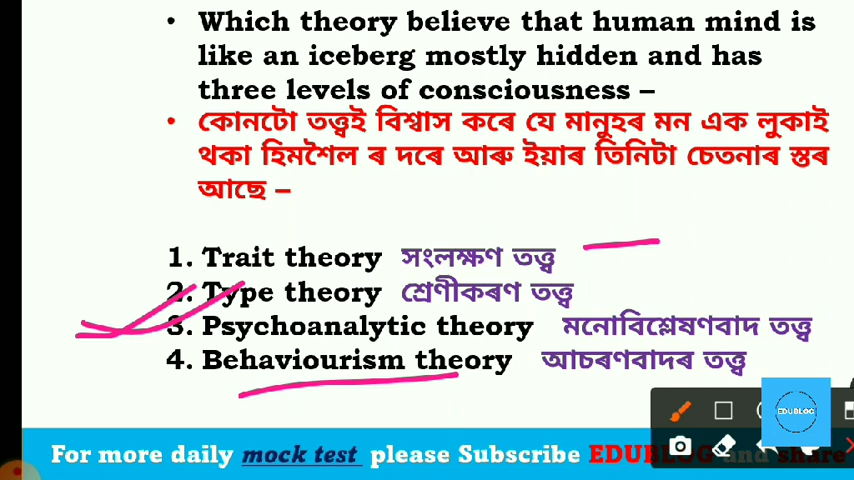 • Which theory believe that human mind is
like an iceberg mostly hidden and has
three levels of consciousness –
• কোনটো তত্ত্বই বিশ্বাস কৰে যে মানুহৰ মন এক লুকাই
থকা হিমশৈল ৰ দৰে আৰু ইয়াৰ তিনিটা চেতনাৰ স্তৰ
আছে –
1. Trait theory সংলক্ষণ তত্ত্ব
2. Type theory শ্ৰেণীকৰণ তত্ত্ব
3. Psychoanalytic theory মনোবিশ্লেষণবাদ তত্ত্ব
4. Behaviourism theory আচৰণবাদৰ তত্ত্ব
EDUBLOG
For more daily mock test please Subscribe EDUBLOG and share